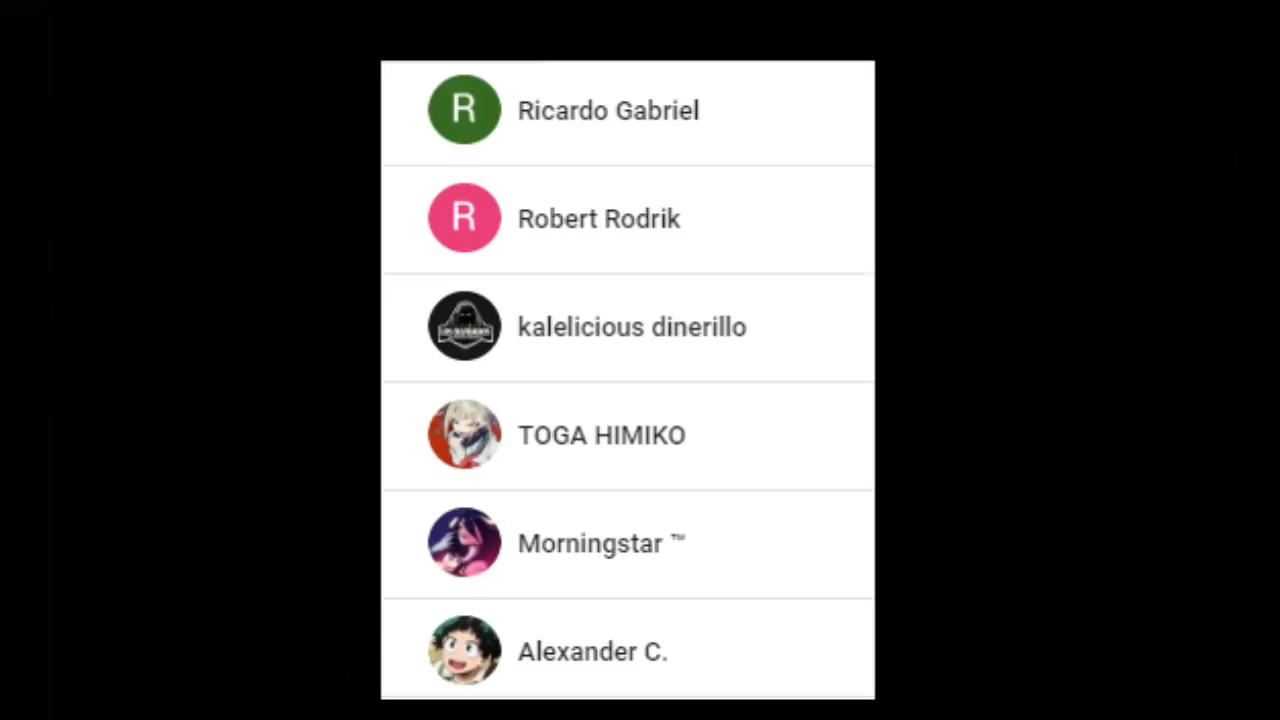 R
Ricardo Gabriel
R
Robert Rodrik
kalelicious dinerillo
TOGA HIMIKO
Morningstar ™
Alexander C.